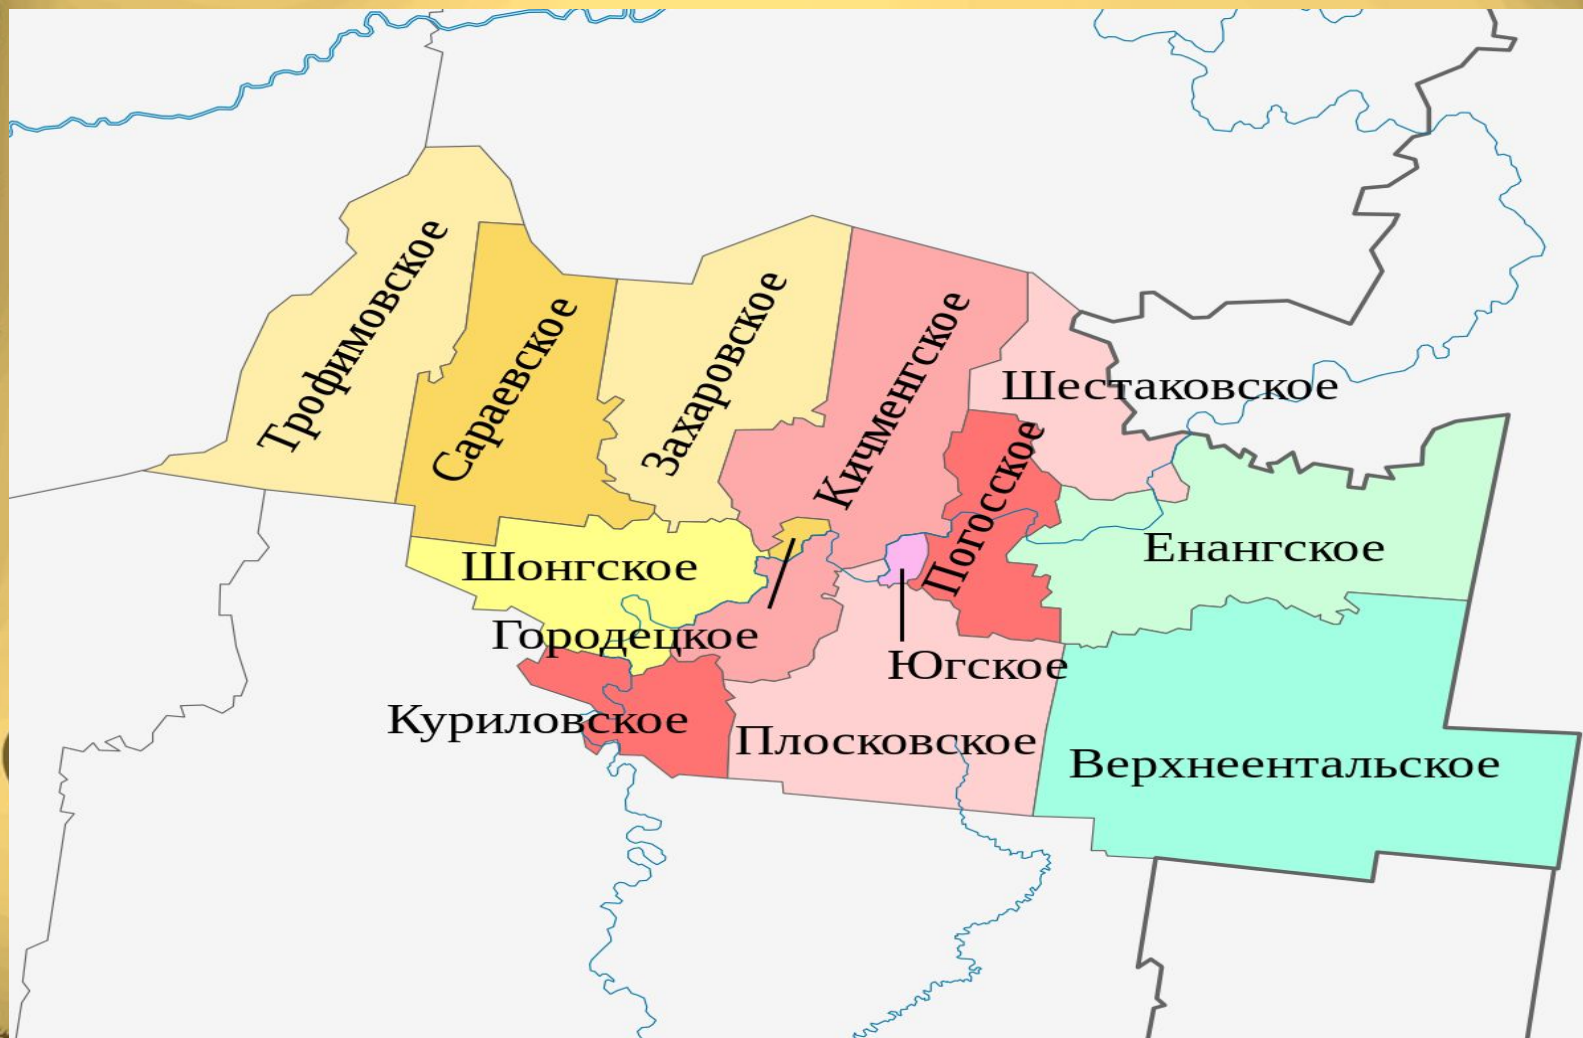 Трофимовское
Сараевское
Захаровское
Кичменгское
Шестаковское
Погосское
Енангское
Шонгское
Городецкое
Югское
Куриловское
Плосковское
Верхнеентальское